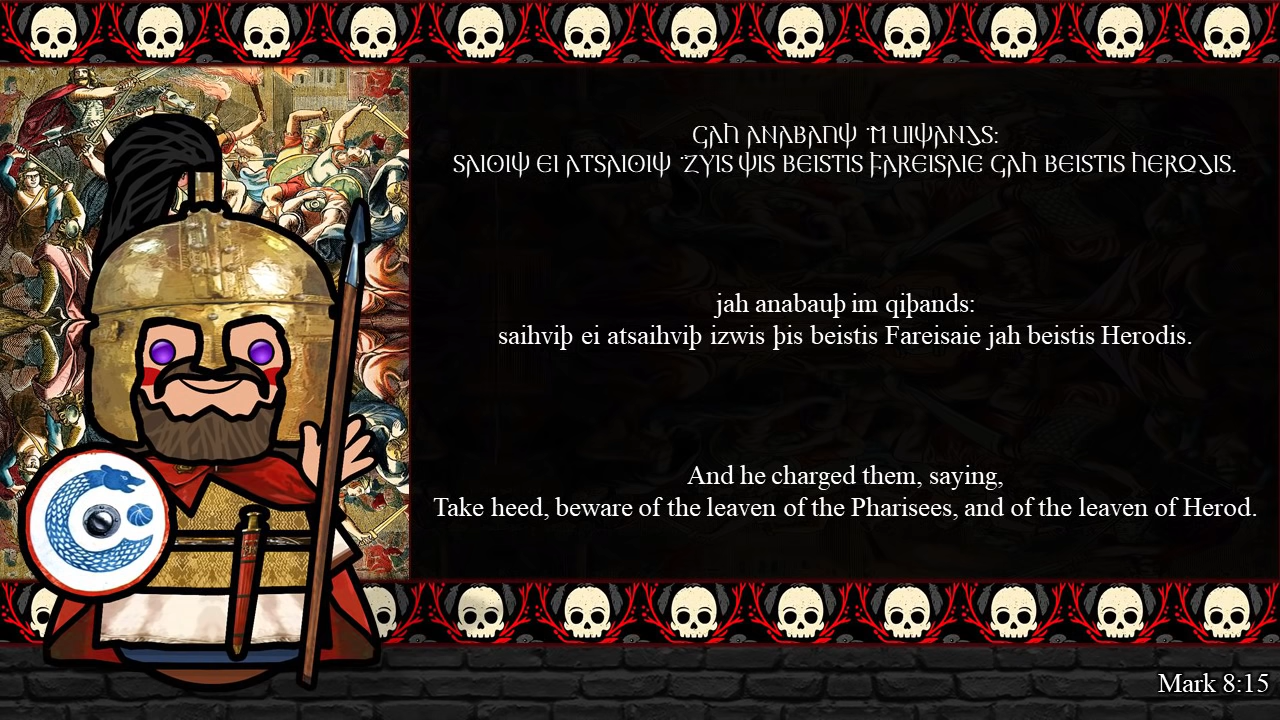 𐌾𐌰𐌷 𐌰𐌽𐌰𐌱𐌰𐌿𐌸 𐌹̈𐌼 𐌵𐌹𐌸𐌰𐌽𐌳𐍃:
𐍃𐌰𐌹𐍈𐌹𐌸 𐌴𐌹 𐌰𐍄𐍃𐌰𐌹𐍈𐌹𐌸 𐌹̈𐌶𐍅𐌹𐍃 𐌸𐌹𐍃 𐌱𐌴𐌹𐍃𐍄𐌹𐍃 𐍆𐌰𐍂𐌴𐌹𐍃𐌰𐌹𐌴 𐌾𐌰𐌷 𐌱𐌴𐌹𐍃𐍄𐌹𐍃 𐌷𐌴𐍂𐍉𐌳𐌹𐍃.
jah anabauþ im qiþands:
saihviþ ei atsaihviþ izwis þis beistis Fareisaie jah beistis Herodis.
And he charged them, saying,
Take heed, beware of the leaven of the Pharisees, and of the leaven of Herod.
Mark 8:15